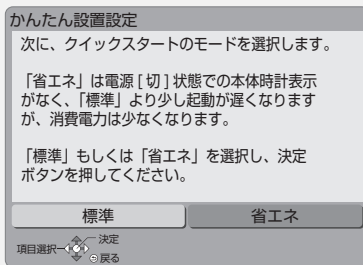 かんたん設置設定
次に、クイックスタートのモードを選択します。
「省エネ」は電源 [ 切 ] 状態での本体時計表示
がなく、「標準」より少し起動が遅くなります
が、消費電力は少なくなります。
「標準」もしくは「省エネ」を選択し、決定
ボタンを押してください。
標準
省エネ
項目選択
決定
戻る